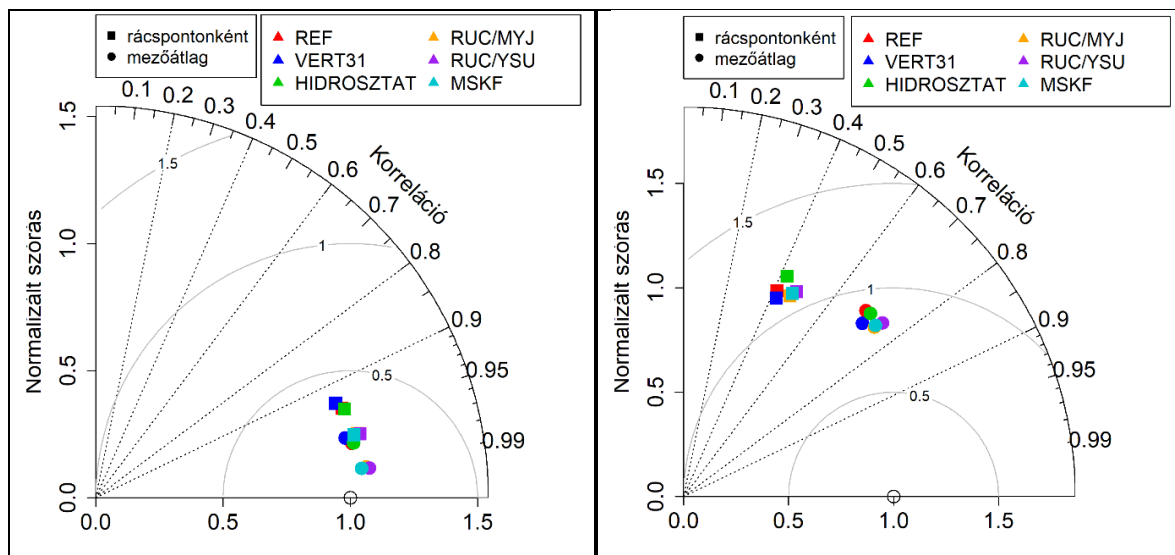 rácspontonként
mezőátlag
REF
VERT31
HIDROSZTAT
RUC/MYJ
RUC/YSU
MSKF
Normalizált szórás
0.0
0.5
1.0
1.5
0.0
0.5
1.0
1.5
0.1
0.2
0.3
0.4
0.5
0.6
0.7
0.8
0.9
0.95
0.99
Korreláció
1.5
1
0.5
rácspontonként
mezőátlag
REF
VERT31
HIDROSZTAT
RUC/MYJ
RUC/YSU
MSKF
Normalizált szórás
0.0
0.5
1.0
1.5
0.0
0.5
1.0
1.5
0.1
0.2
0.3
0.4
0.5
0.6
0.7
0.8
0.9
0.95
0.99
Korreláció
1.5
1
0.5